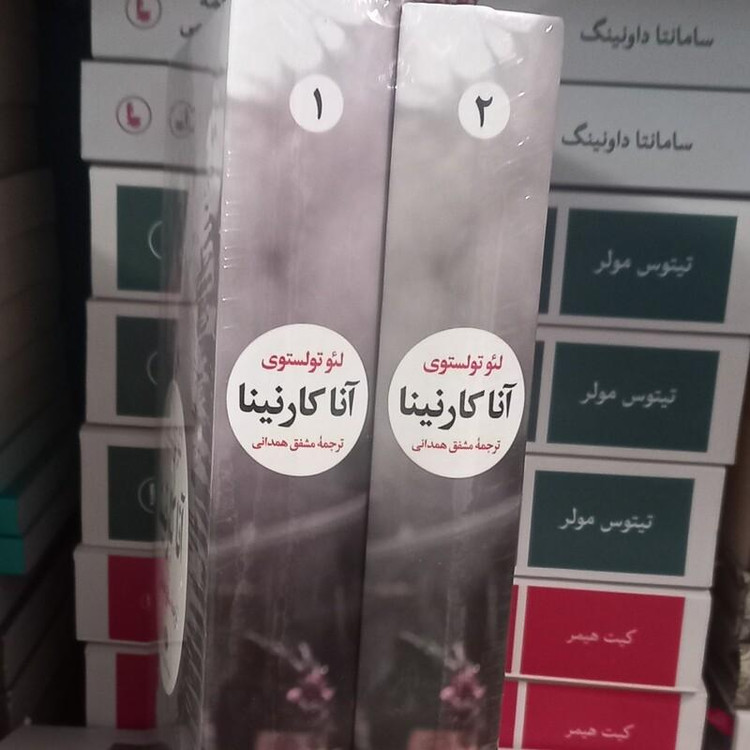 ۱
لئو تولستوی
آنا کارنینا
ترجمهٔ مشفق همدانی
۲
لئو تولستوی
آنا کارنینا
ترجمهٔ مشفق همدانی
سامانتا داونینگ
سامانتا داونینگ
تیتوس مولر
تیتوس مولر
تیتوس مولر
کیت هیمر
کیت هیمر